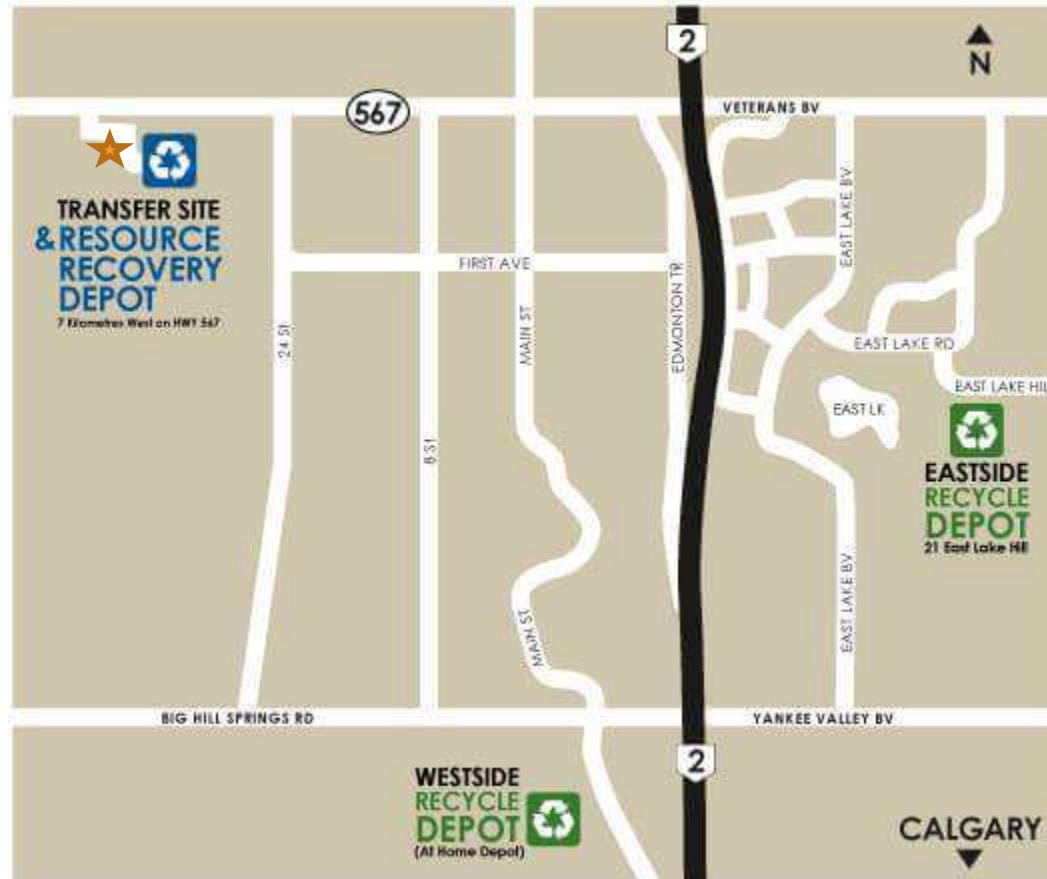 2
N
567
VETERANS BV
TRANSFER SITE
& RESOURCE
RECOVERY
DEPOT
7 Kilometres West on HWY 567
EAST LAKE BV
FIRST AVE
EDMONTON TR
MAIN ST
24 St
EAST LAKE RD
EAST LAKE HIL
EAST LK
8 St
EASTSIDE
RECYCLE
DEPOT
21 East Lake Hill
EAST LAKE BV
MAIN ST
BIG HILL SPRINGS RD
YANKEE VALLEY BV
2
WESTSIDE
RECYCLE
DEPOT
(At Home Depot)
CALGARY